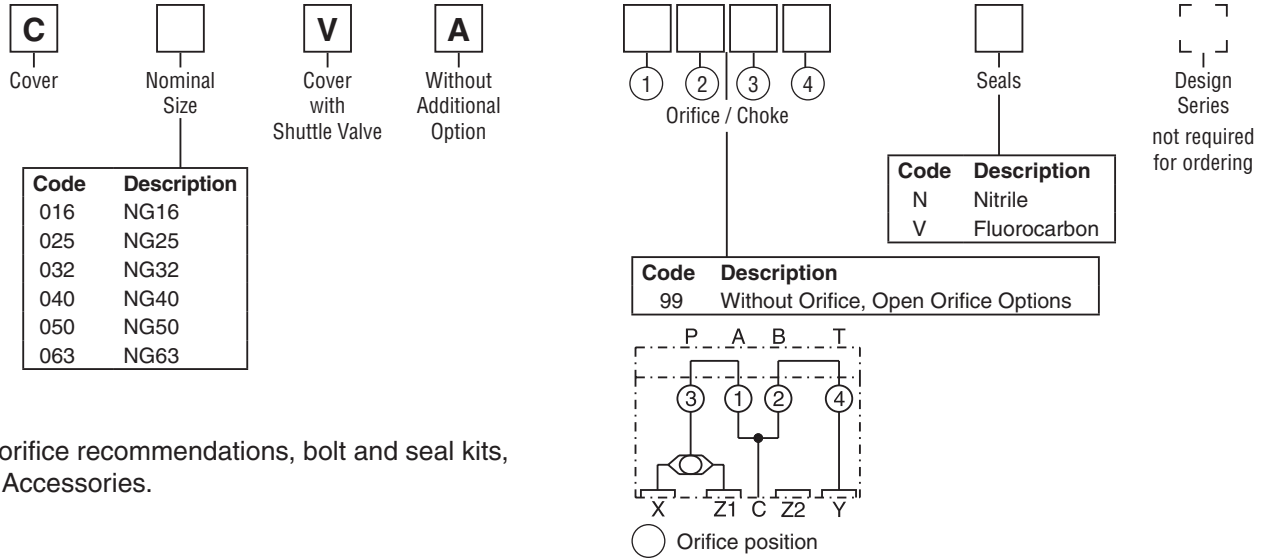 C
V
A
Cover
Nominal
Size
Cover
with
Shuttle Valve
Without
Additional
Option
1 2 3 4
Orifice / Choke
Seals
Design
Series
not required
for ordering
Code Description
016 NG16
025 NG25
032 NG32
040 NG40
050 NG50
063 NG63
Code Description
N Nitrile
V Fluorocarbon
Code Description
99 Without Orifice, Open Orifice Options
P A B T
3 1 2 4
X Z1 C Z2 Y
Orifice position
orifice recommendations, bolt and seal kits,
Accessories.